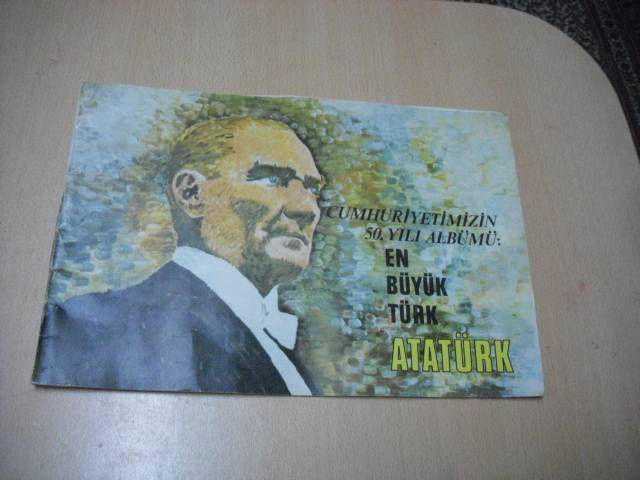 CUMHURİYETİMİZİN
50. YILI ALBÜMÜ:
EN
BÜYÜK
TÜRK
ATATÜRK